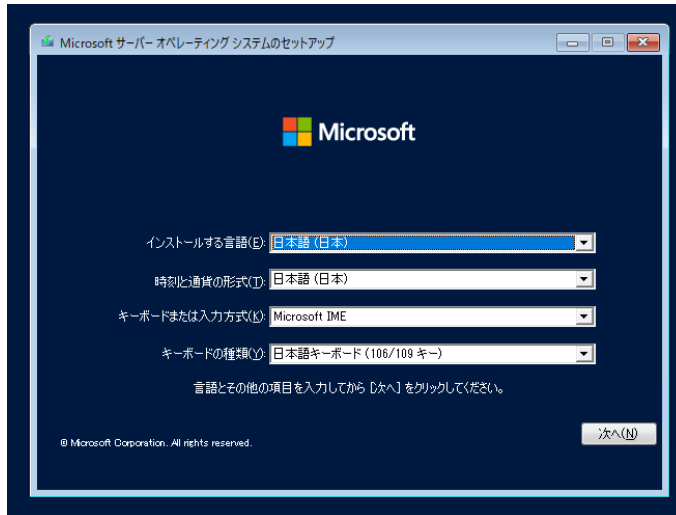 Microsoft サーバー オペレーティング システムのセットアップ
Microsoft
インストールする言語(E): 日本語 (日本)
時刻と通貨の形式(T): 日本語 (日本)
キーボードまたは入力方式(K): Microsoft IME
キーボードの種類(Y): 日本語キーボード (106/109 キー)
言語とその他の項目を入力してから [次へ] をクリックしてください。
次へ(N)
© Microsoft Corporation. All rights reserved.